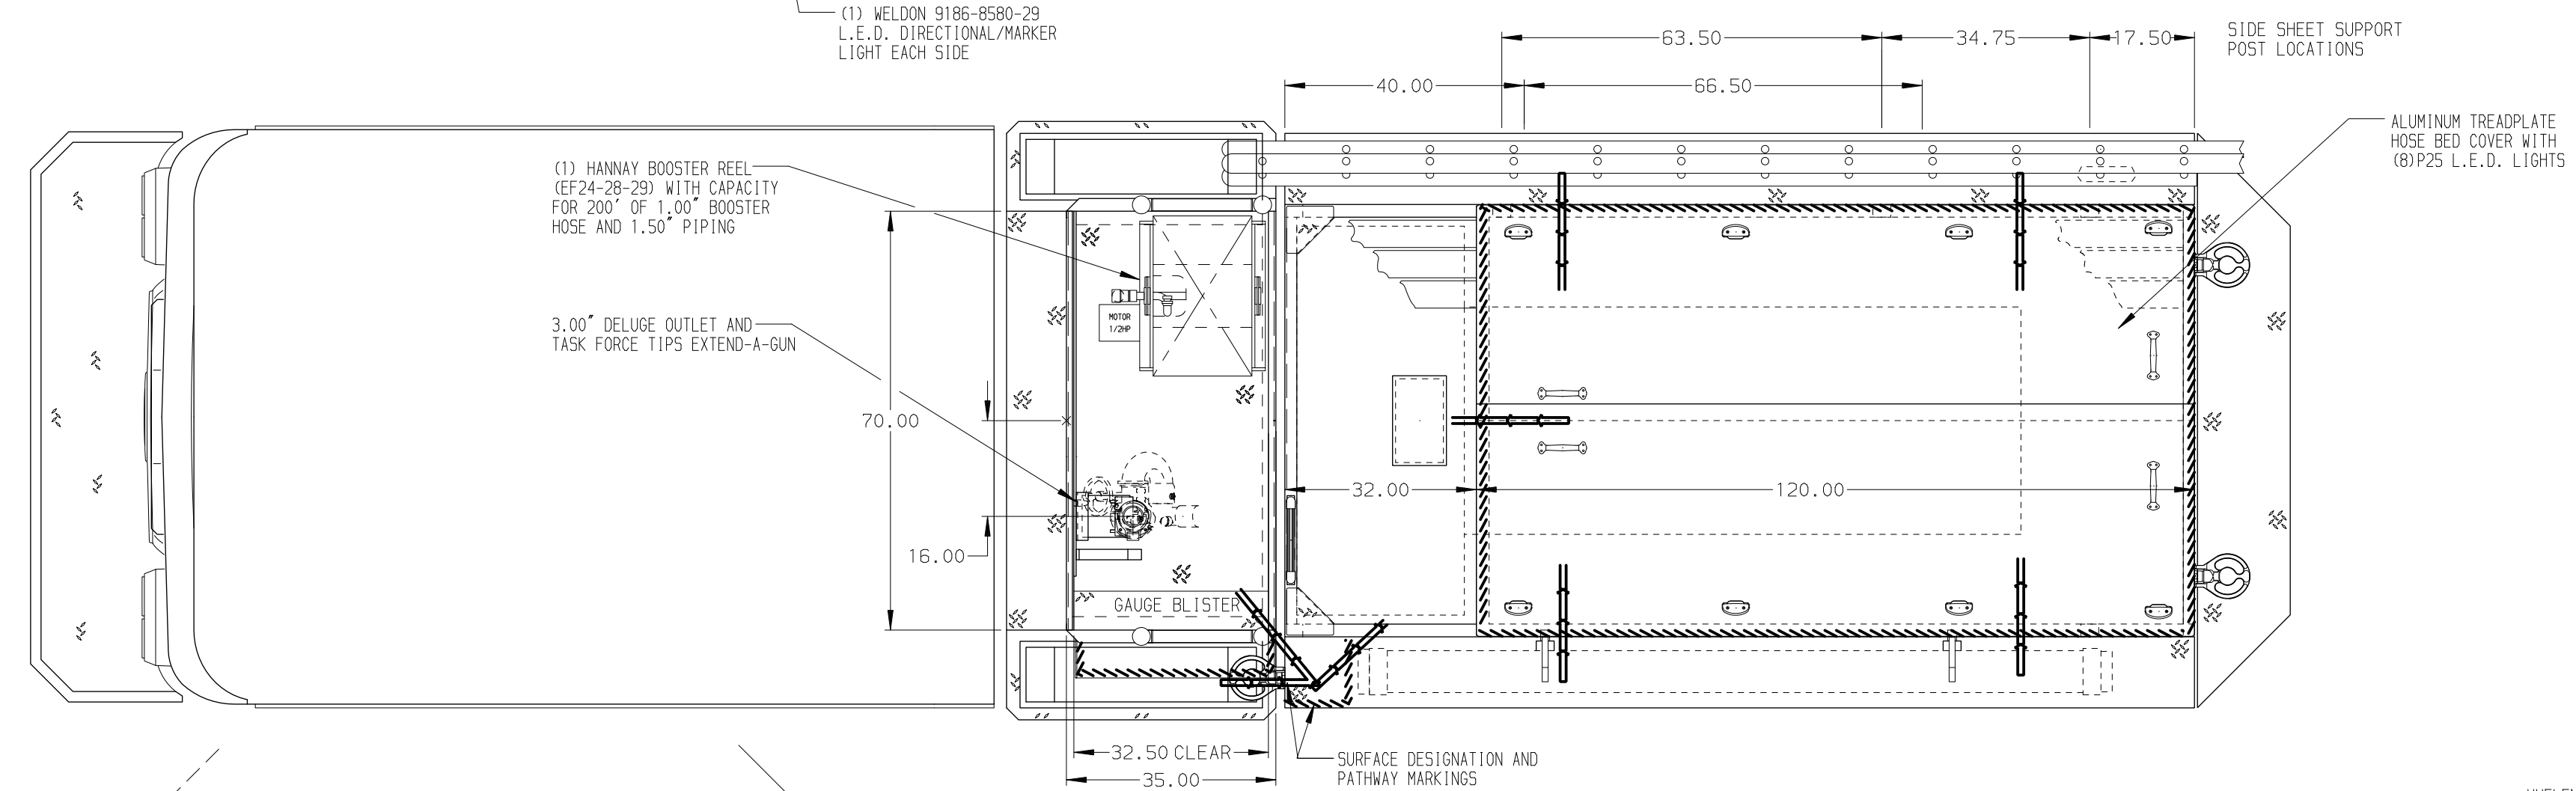 (1) WELDON 9186-8580-29
L.E.D. DIRECTIONAL/MARKER
LIGHT EACH SIDE
63.50
34.75
17.50
SIDE SHEET SUPPORT
POST LOCATIONS
40.00
66.50
ALUMINUM TREADPLATE
HOSE BED COVER WITH
(8)P25 L.E.D. LIGHTS
(1) HANNAY BOOSTER REEL
(EF24-28-29) WITH CAPACITY
FOR 200' OF 1.00" BOOSTER
HOSE AND 1.50" PIPING
MOTOR
1/2HP
3.00" DELUGE OUTLET AND
TASK FORCE TIPS EXTEND-A-GUN
70.00
16.00
32.00
120.00
GAUGE BLISTER
32.50 CLEAR
35.00
SURFACE DESIGNATION AND
PATHWAY MARKINGS